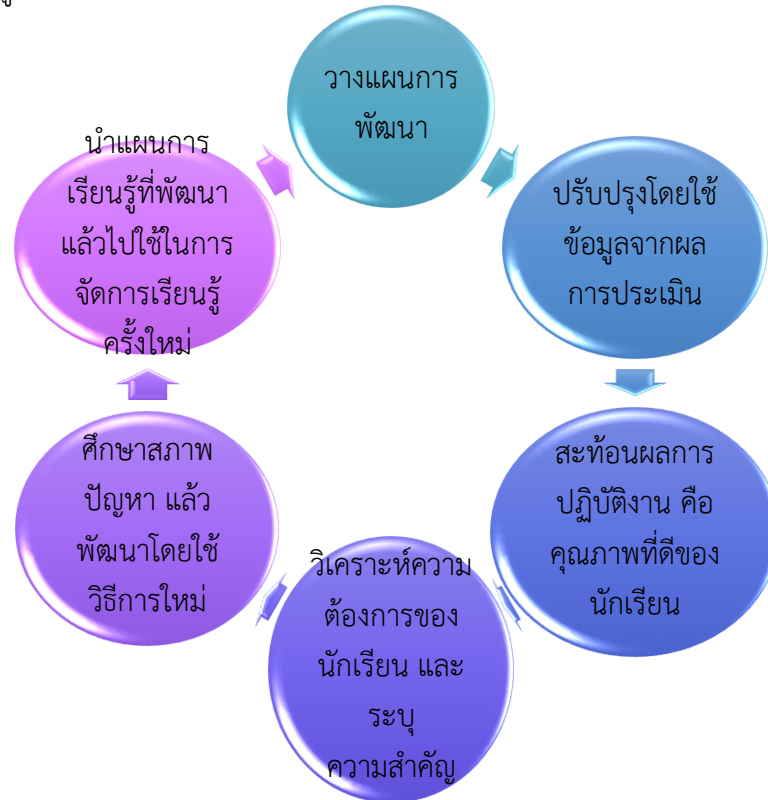 วางแผนการ
พัฒนา
ปรับปรุงโดยใช้
ข้อมูลจากผล
การประเมิน
สะท้อนผลการ
ปฏิบัติงาน คือ
คุณภาพที่ดีของ
นักเรียน
วิเคราะห์ความ
ต้องการของ
นักเรียน และ
ระบุ
ความสำคัญ
ศึกษาสภาพ
ปัญหา แล้ว
พัฒนาโดยใช้
วิธีการใหม่
นำแผนการ
เรียนรู้ที่พัฒนา
แล้วไปใช้ในการ
จัดการเรียนรู้
ครั้งใหม่